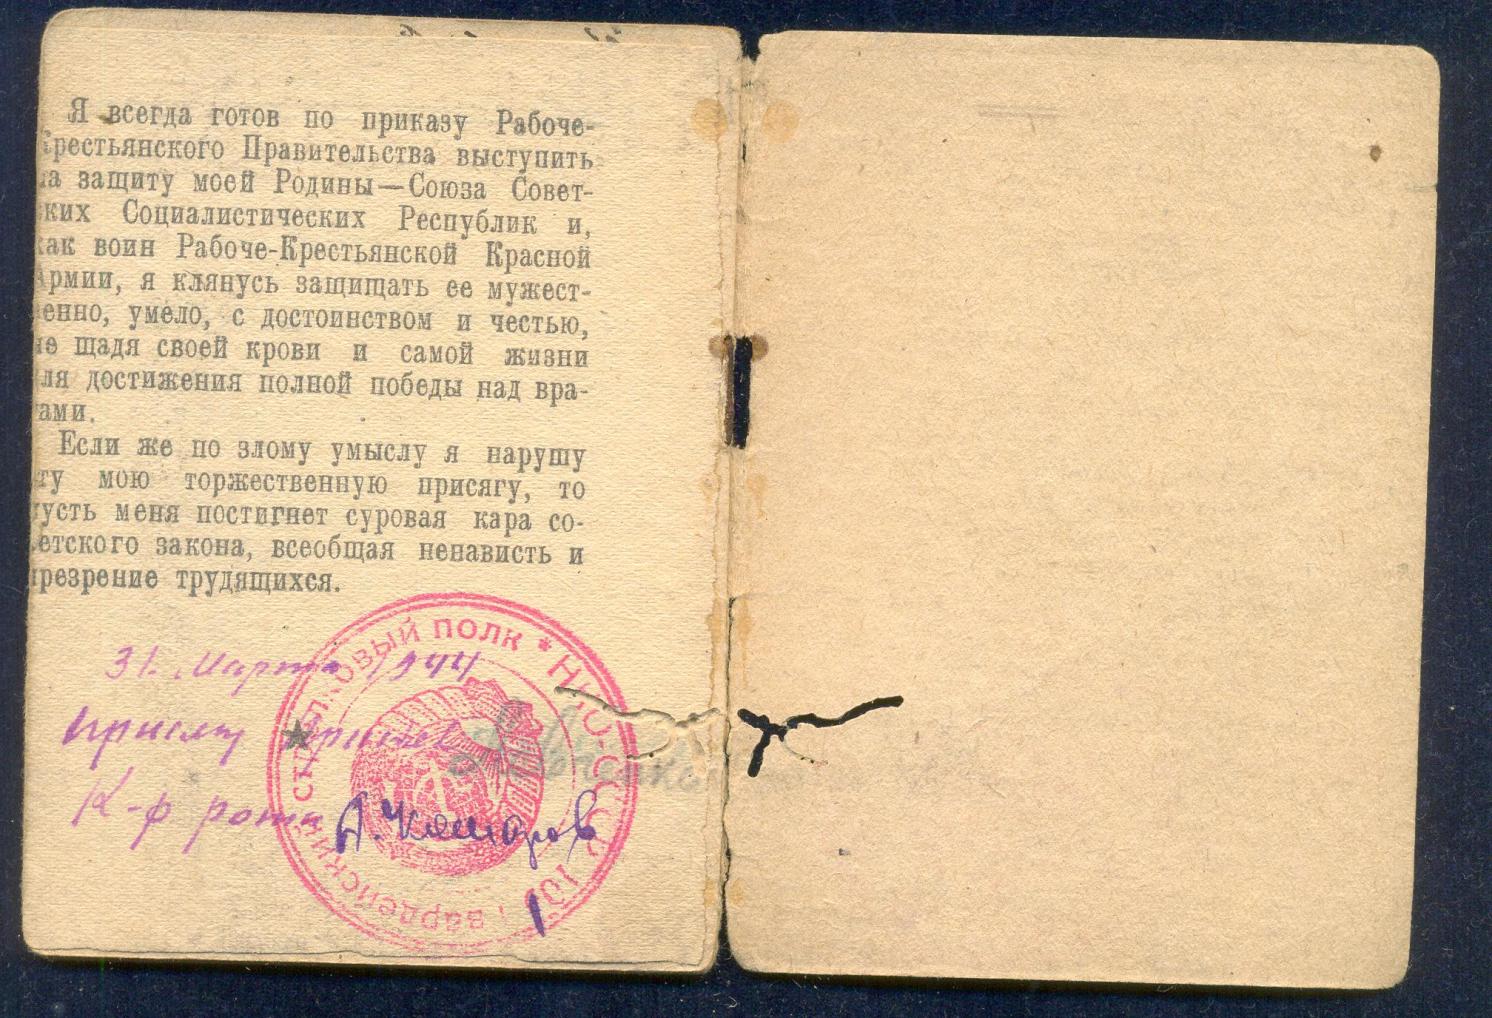 Я всегда готов по приказу Рабоче-
Крестьянского Правительства выступить
на защиту моей Родины—Союза Совет-
ских Социалистических Республик и,
как воин Рабоче-Крестьянской Красной
Армии, я клянусь защищать ее мужест-
венно, умело, с достоинством и честью,
не щадя своей крови и самой жизни
для достижения полной победы над вра-
гами.
Если же по злому умыслу я нарушу
эту мою торжественную присягу, то
пусть меня постигнет суровая кара со-
ветского закона, всеобщая ненависть и
презрение трудящихся.
31. Марта 1944
К-р роты
СТРЕЛКОВЫЙ ПОЛК * НКО-СССР
ГВАРДЕЙСКИЙ